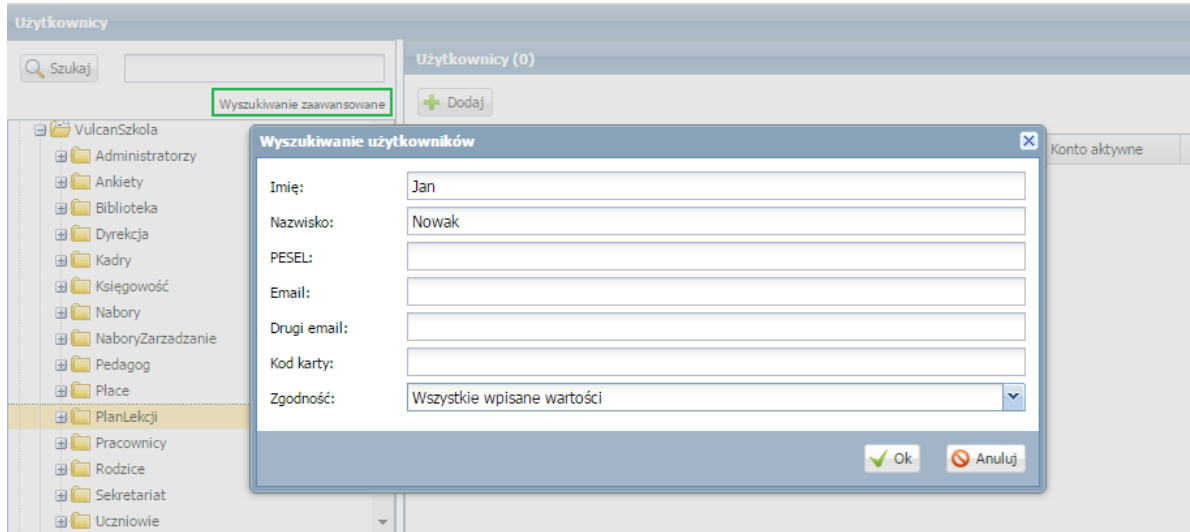 Użytkownicy
Szukaj
Wyszukiwanie zaawansowane
VulcanSzkola
Administratorzy
Ankiety
Biblioteka
Dyrekcja
Kadry
Księgowość
Nabory
NaboryZarzadzanie
Pedagog
Place
PlanLekcji
Pracownicy
Rodzice
Sekretariat
Uczniowie
Użytkownicy (0)
Dodaj
Konto aktywne
Wyszukiwanie użytkowników
Imię: Jan
Nazwisko: Nowak
PESEL:
Email:
Drugi email:
Kod karty:
Zgodność: Wszystkie wpisane wartości
Ok Anuluj